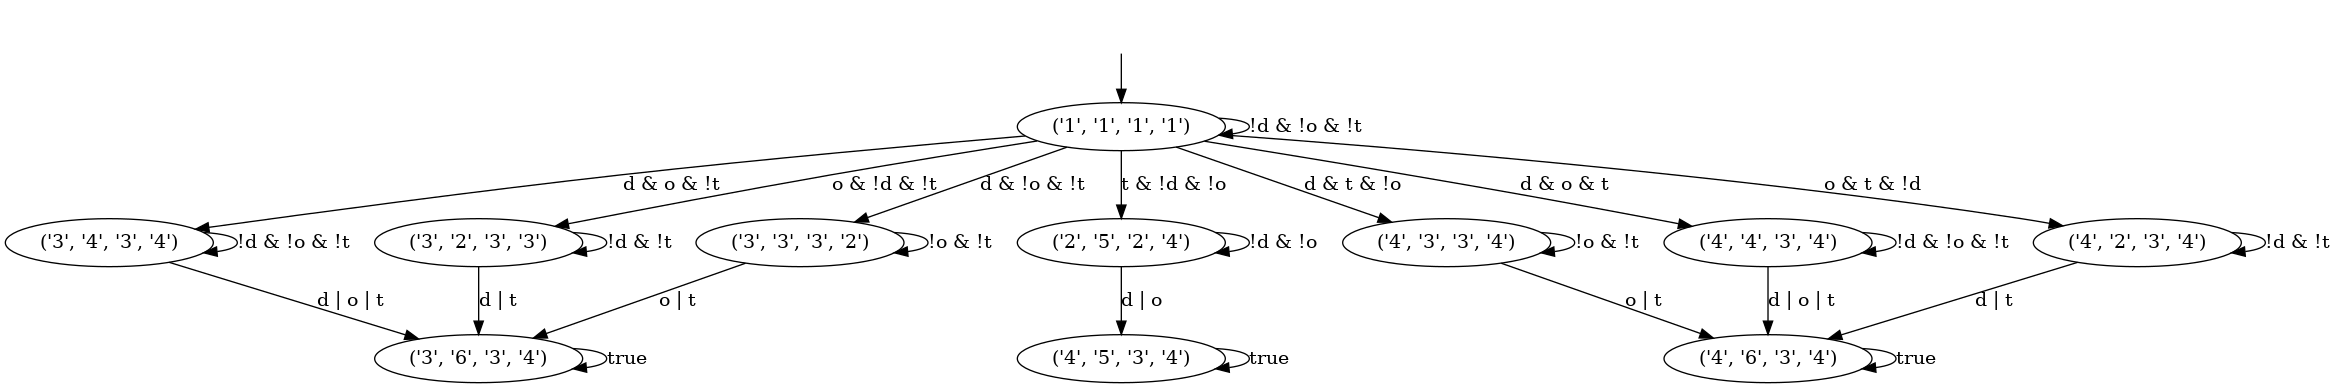 ('1', '1', '1', '1')
!d & !o & !t
d & o & !t
o & !d & !t
d & !o & !t
t & !d & !o
d & t & !o
d & o & t
o & t & !d
('3', '4', '3', '4')
!d & !o & !t
('3', '2', '3', '3')
!d & !t
('3', '3', '3', '2')
!o & !t
('2', '5', '2', '4')
!d & !o
('4', '3', '3', '4')
!o & !t
('4', '4', '3', '4')
!d & !o & !t
('4', '2', '3', '4')
!d & !t
d | o | t
d | t
o | t
d | o
o | t
d | o | t
d | t
('3', '6', '3', '4')
true
('4', '5', '3', '4')
true
('4', '6', '3', '4')
true